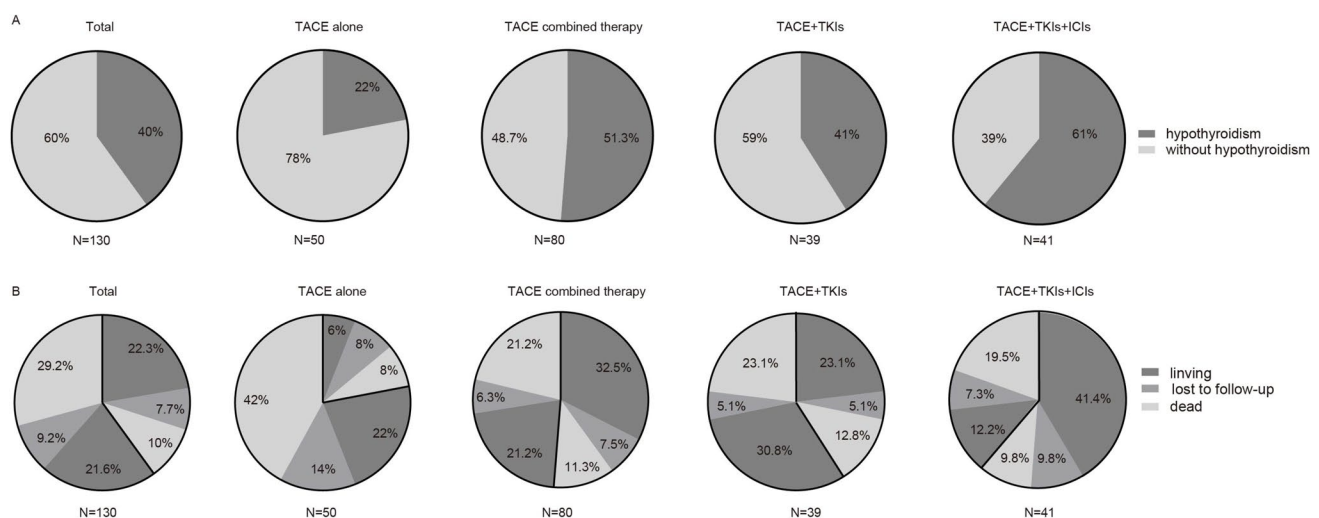 A
Total
TACE alone
TACE combined therapy
TACE+TKIs
TACE+TKIs+ICIs
60%
40%
22%
78%
48.7%
51.3%
59%
41%
39%
61%
hypothyroidism
without hypothyroidism
N=130
N=50
N=80
N=39
N=41
B
Total
TACE alone
TACE combined therapy
TACE+TKIs
TACE+TKIs+ICIs
29.2%
22.3%
7.7%
9.2%
10%
21.6%
6%
8%
8%
42%
22%
14%
21.2%
32.5%
6.3%
7.5%
21.2%
11.3%
23.1%
23.1%
5.1%
5.1%
12.8%
30.8%
19.5%
7.3%
41.4%
12.2%
9.8%
9.8%
linving
lost to follow-up
dead
N=130
N=50
N=80
N=39
N=41